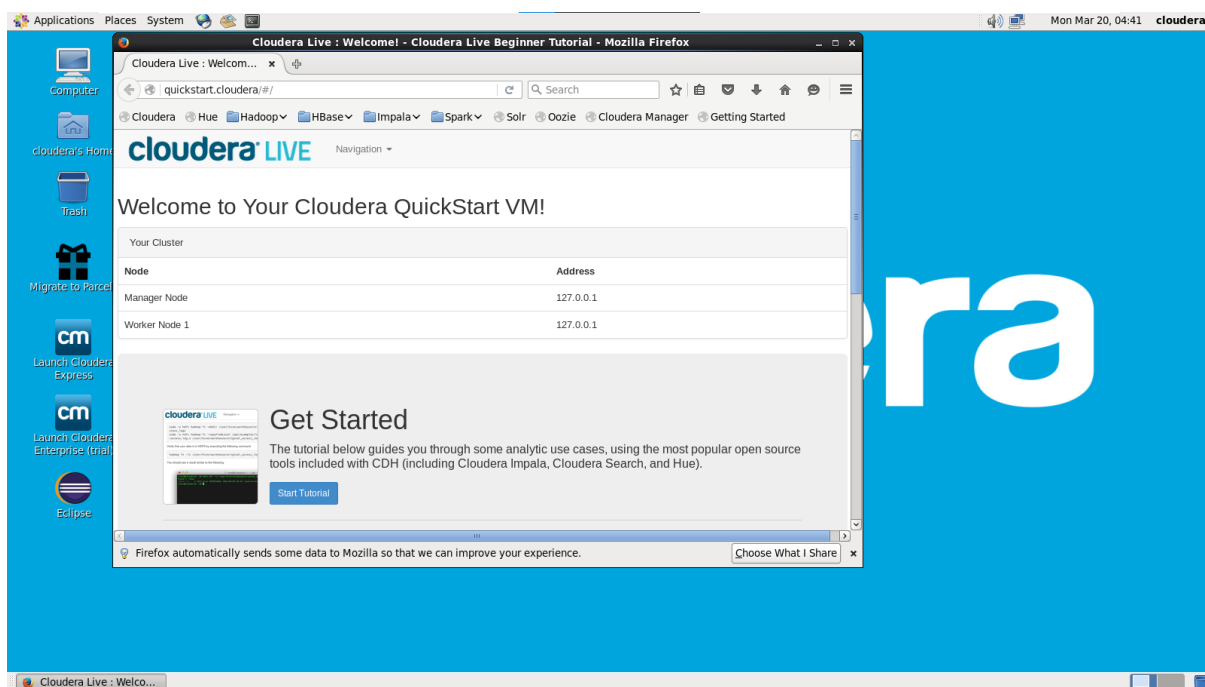 Applications Places System Mon Mar 20, 04:41 cloudera
Cloudera Live : Welcome! - Cloudera Live Beginner Tutorial - Mozilla Firefox
Cloudera Live : Welcom...
quickstart.cloudera/#/ Search
Cloudera Hue Hadoop HBase Impala Spark Solr Oozie Cloudera Manager Getting Started
cloudera LIVE Navigation
Welcome to Your Cloudera QuickStart VM!
Your Cluster
Node Address
Manager Node 127.0.0.1
Worker Node 1 127.0.0.1
cloudera LIVE
Get Started
The tutorial below guides you through some analytic use cases, using the most popular open source
tools included with CDH (including Cloudera Impala, Cloudera Search, and Hue).
Start Tutorial
Firefox automatically sends some data to Mozilla so that we can improve your experience. Choose What I Share
Computer
cloudera's Home
Trash
Migrate to Parcel
cm
Launch Cloudera
Express
cm
Launch Cloudera
Enterprise (trial)
Eclipse
era
Cloudera Live : Welco...